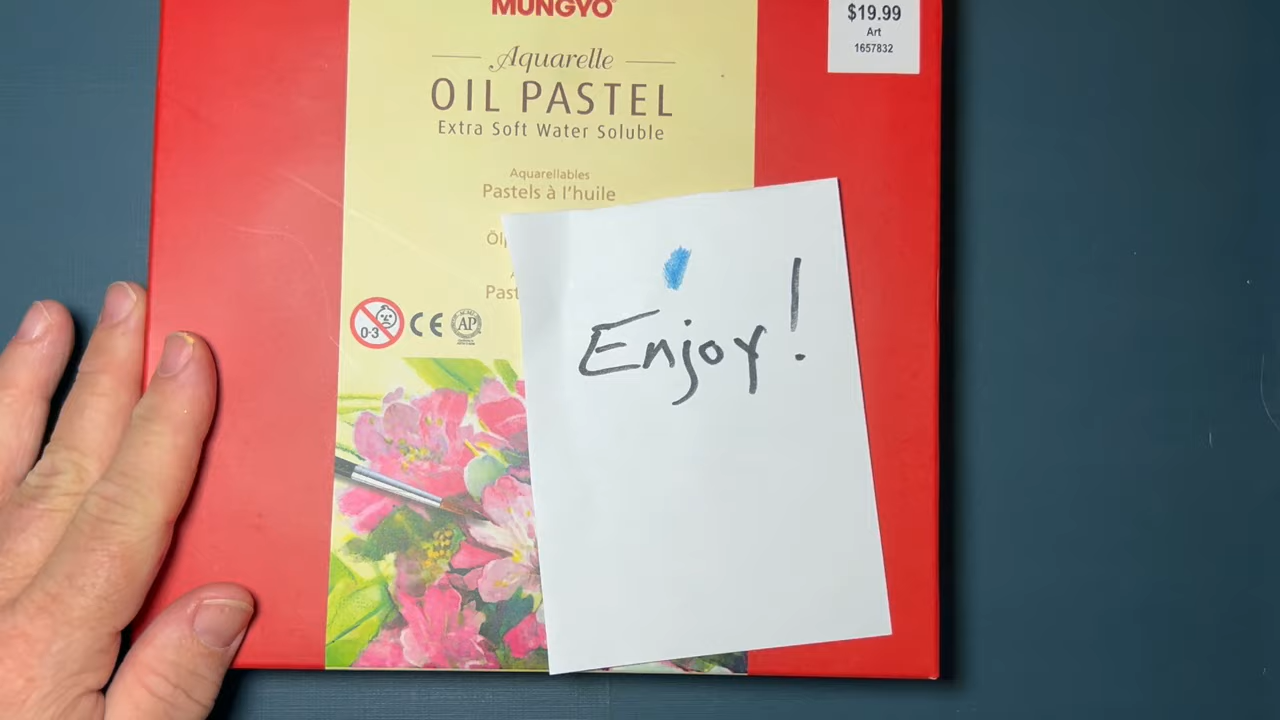 MUNGYO
$19.99
Art
1657832
Aquarelle
OIL PASTEL
Extra Soft Water Soluble
Aquarellables
Pastels à l'huile
0-3
CE
AP
Enjoy!